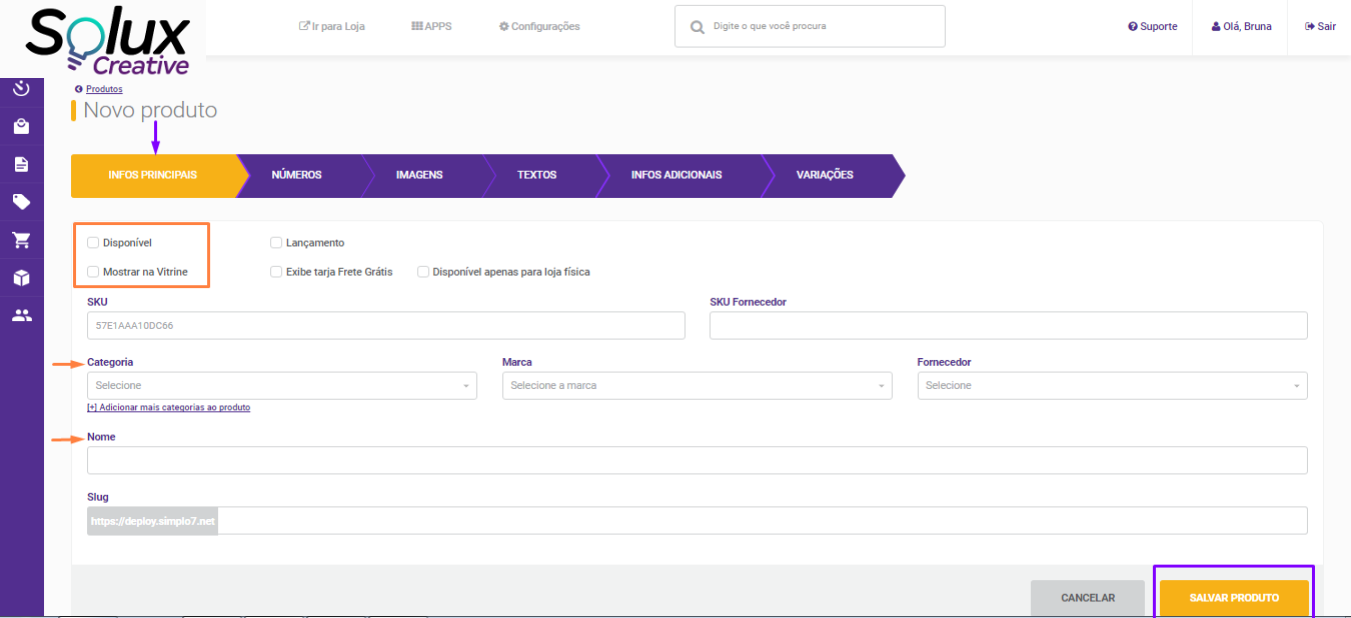 Solux
Creative
Ir para Loja
APPS
Configurações
Digite o que você procura
Suporte
Olá, Bruna
Sair
Produtos
Novo produto
INFOS PRINCIPAIS
NÚMEROS
IMAGENS
TEXTOS
INFOS ADICIONAIS
VARIAÇÕES
Disponível
Lançamento
Mostrar na Vitrine
Exibe tarja Frete Grátis
Disponível apenas para loja física
SKU
SKU Fornecedor
57E1AAA10DC66
Categoria
Marca
Fornecedor
Selecione
Selecione a marca
Selecione
[+] Adicionar mais categorias ao produto
Nome
Slug
https://deploy.simplo7.net
CANCELAR
SALVAR PRODUTO